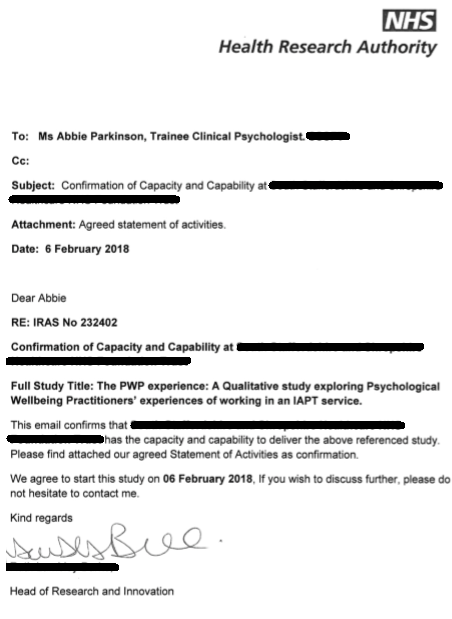 NHS
Health Research Authority
To: Ms Abbie Parkinson, Trainee Clinical Psychologist.
Cc:
Subject: Confirmation of Capacity and Capability at
Attachment: Agreed statement of activities.
Date: 6 February 2018
Dear Abbie
RE: IRAS No 232402
Confirmation of Capacity and Capability at
Full Study Title: The PWP experience: A Qualitative study exploring Psychological
Wellbeing Practitioners' experiences of working in an IAPT service.
This email confirms that
has the capacity and capability to deliver the above referenced study.
Please find attached our agreed Statement of Activities as confirmation.
We agree to start this study on 06 February 2018, If you wish to discuss further, please do
not hesitate to contact me.
Kind regards
Head of Research and Innovation